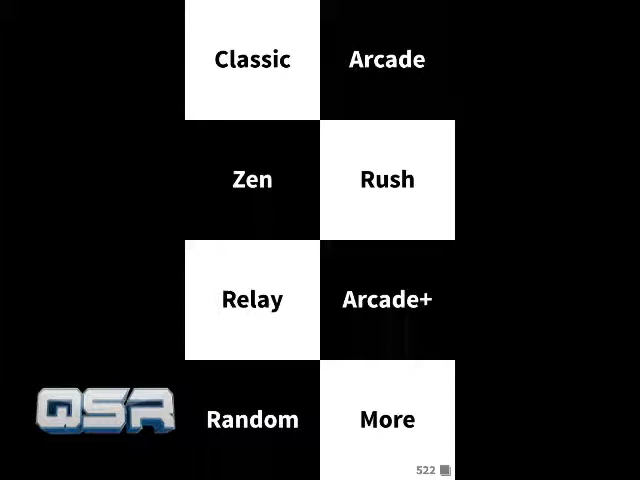 Classic Arcade
Zen Rush
Relay Arcade+
QSR
Random More
522